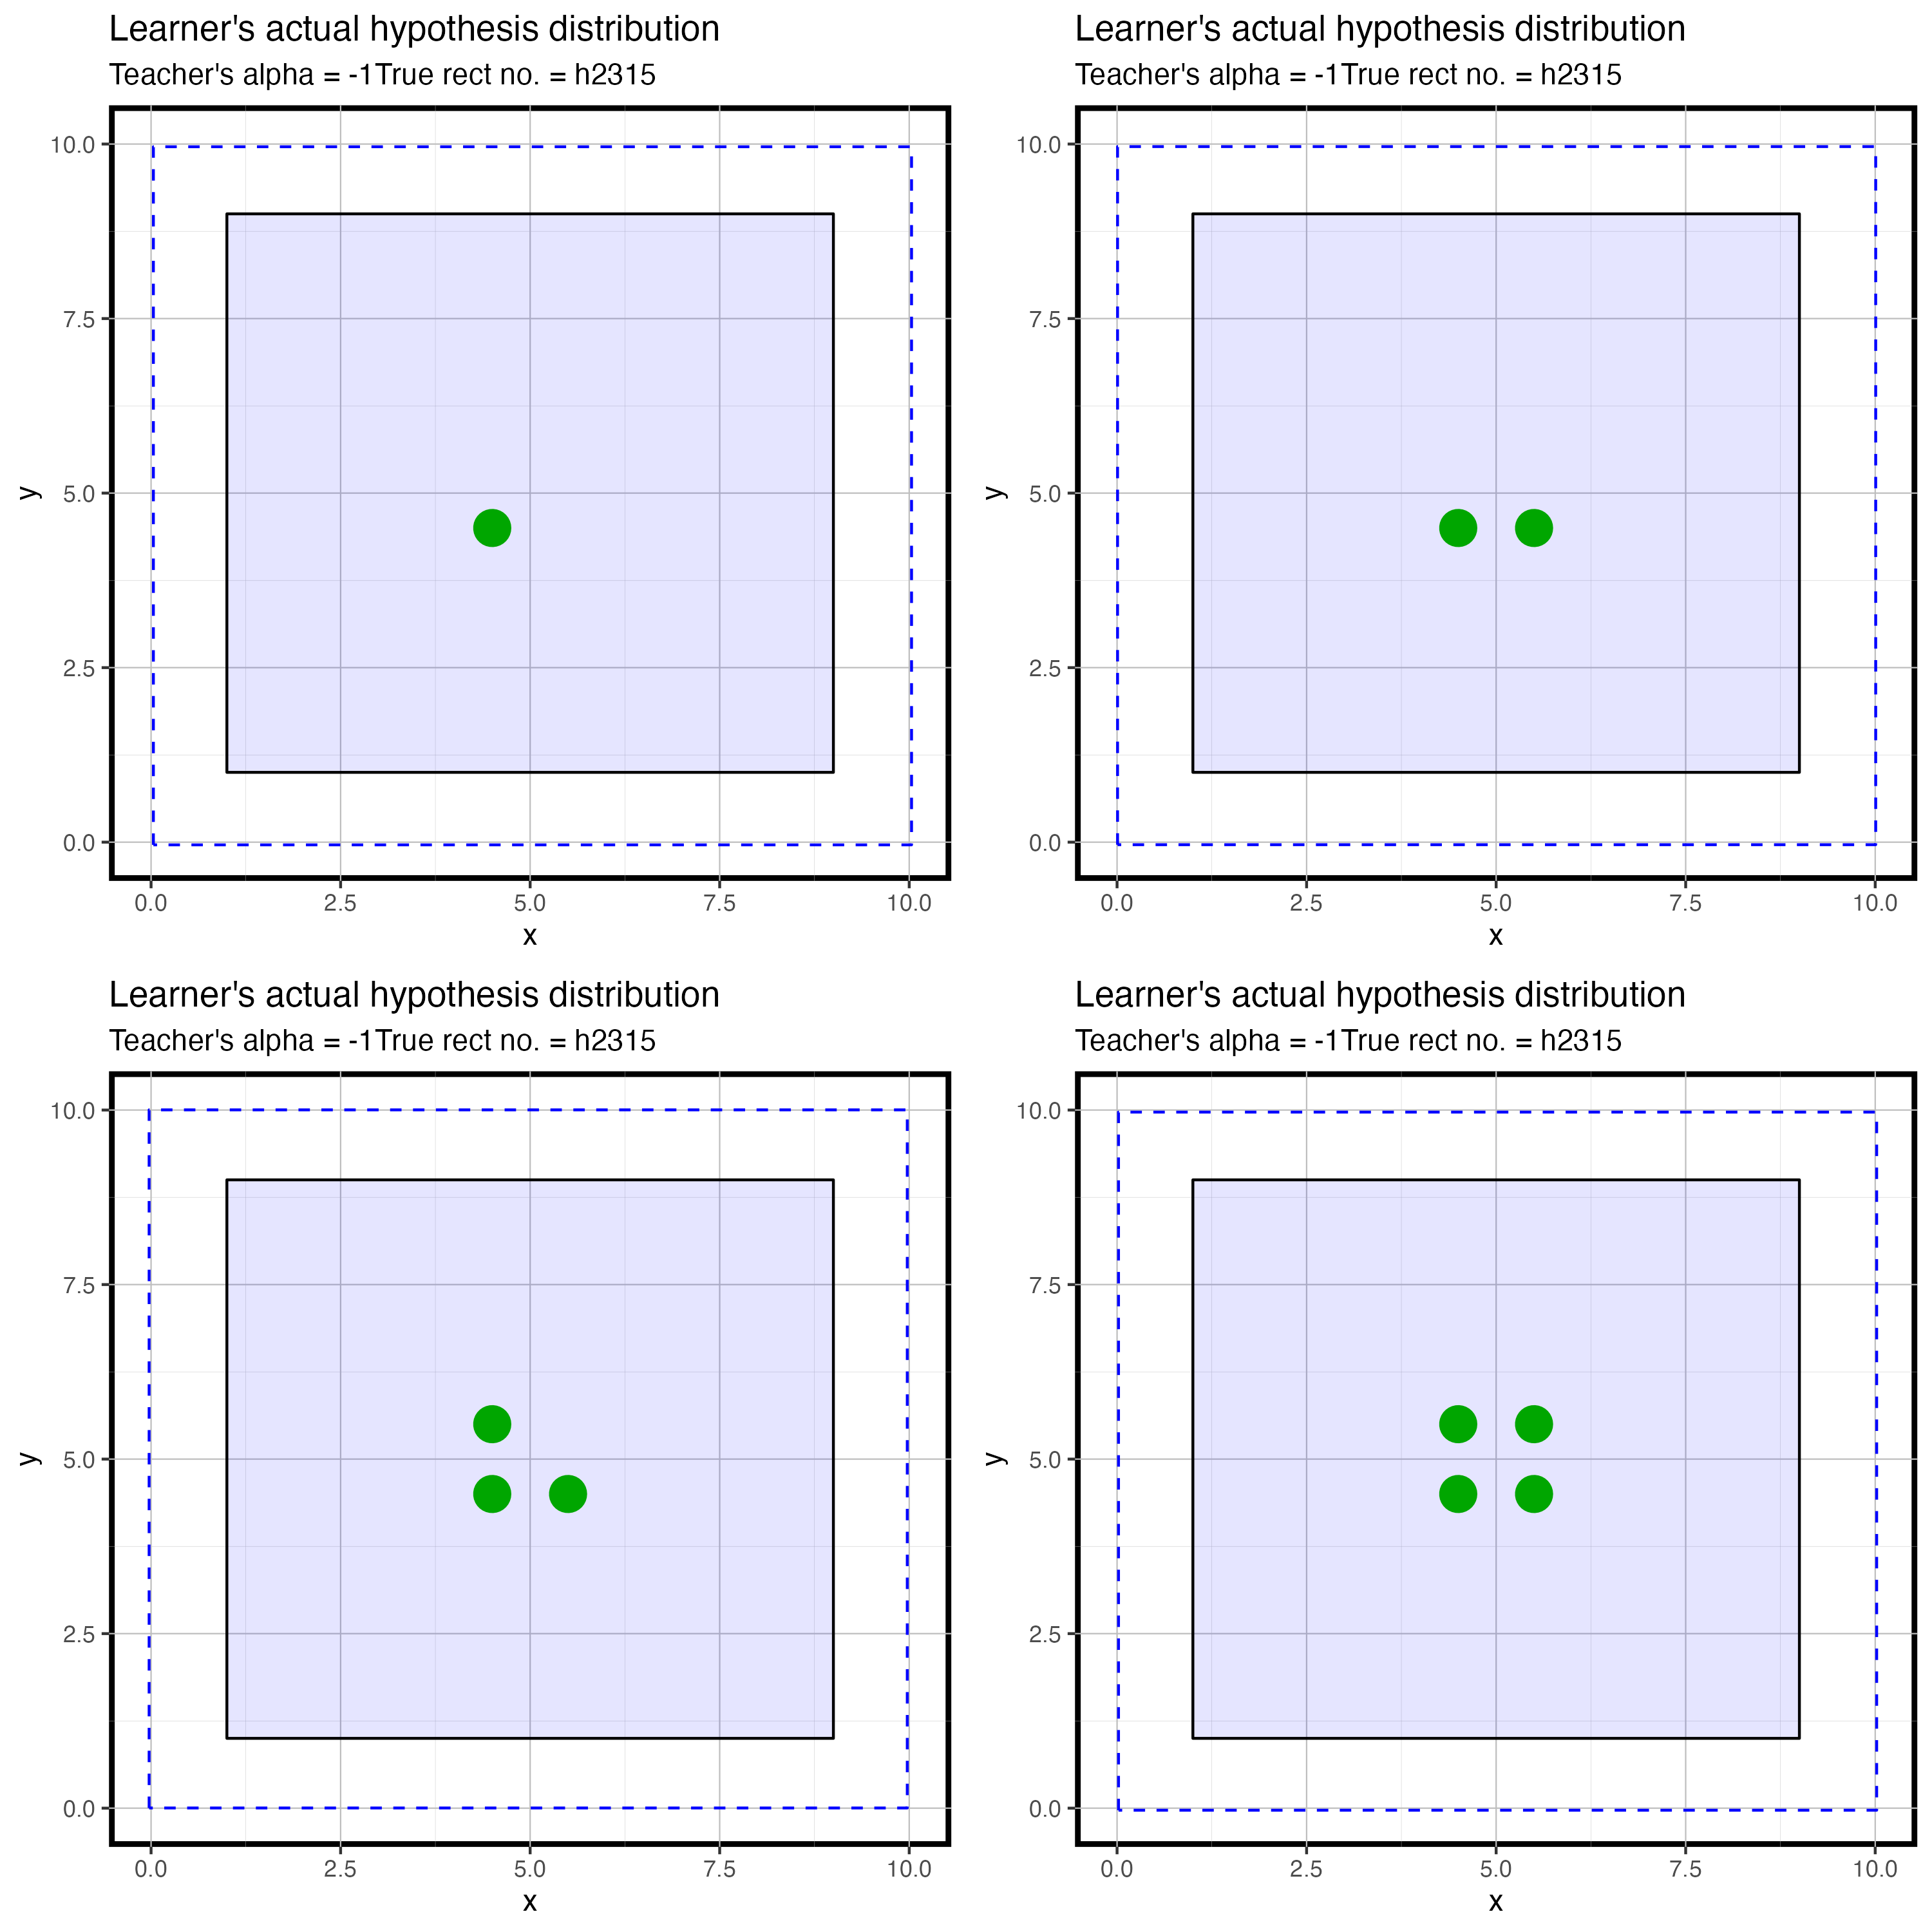 Learner's actual hypothesis distribution
Teacher's alpha = -1True rect no. = h2315
10.0
7.5
5.0
2.5
0.0
y
0.0 2.5 5.0 7.5 10.0
x
Learner's actual hypothesis distribution
Teacher's alpha = -1True rect no. = h2315
10.0
7.5
5.0
2.5
0.0
y
0.0 2.5 5.0 7.5 10.0
x
Learner's actual hypothesis distribution
Teacher's alpha = -1True rect no. = h2315
10.0
7.5
5.0
2.5
0.0
y
0.0 2.5 5.0 7.5 10.0
x
Learner's actual hypothesis distribution
Teacher's alpha = -1True rect no. = h2315
10.0
7.5
5.0
2.5
0.0
y
0.0 2.5 5.0 7.5 10.0
x